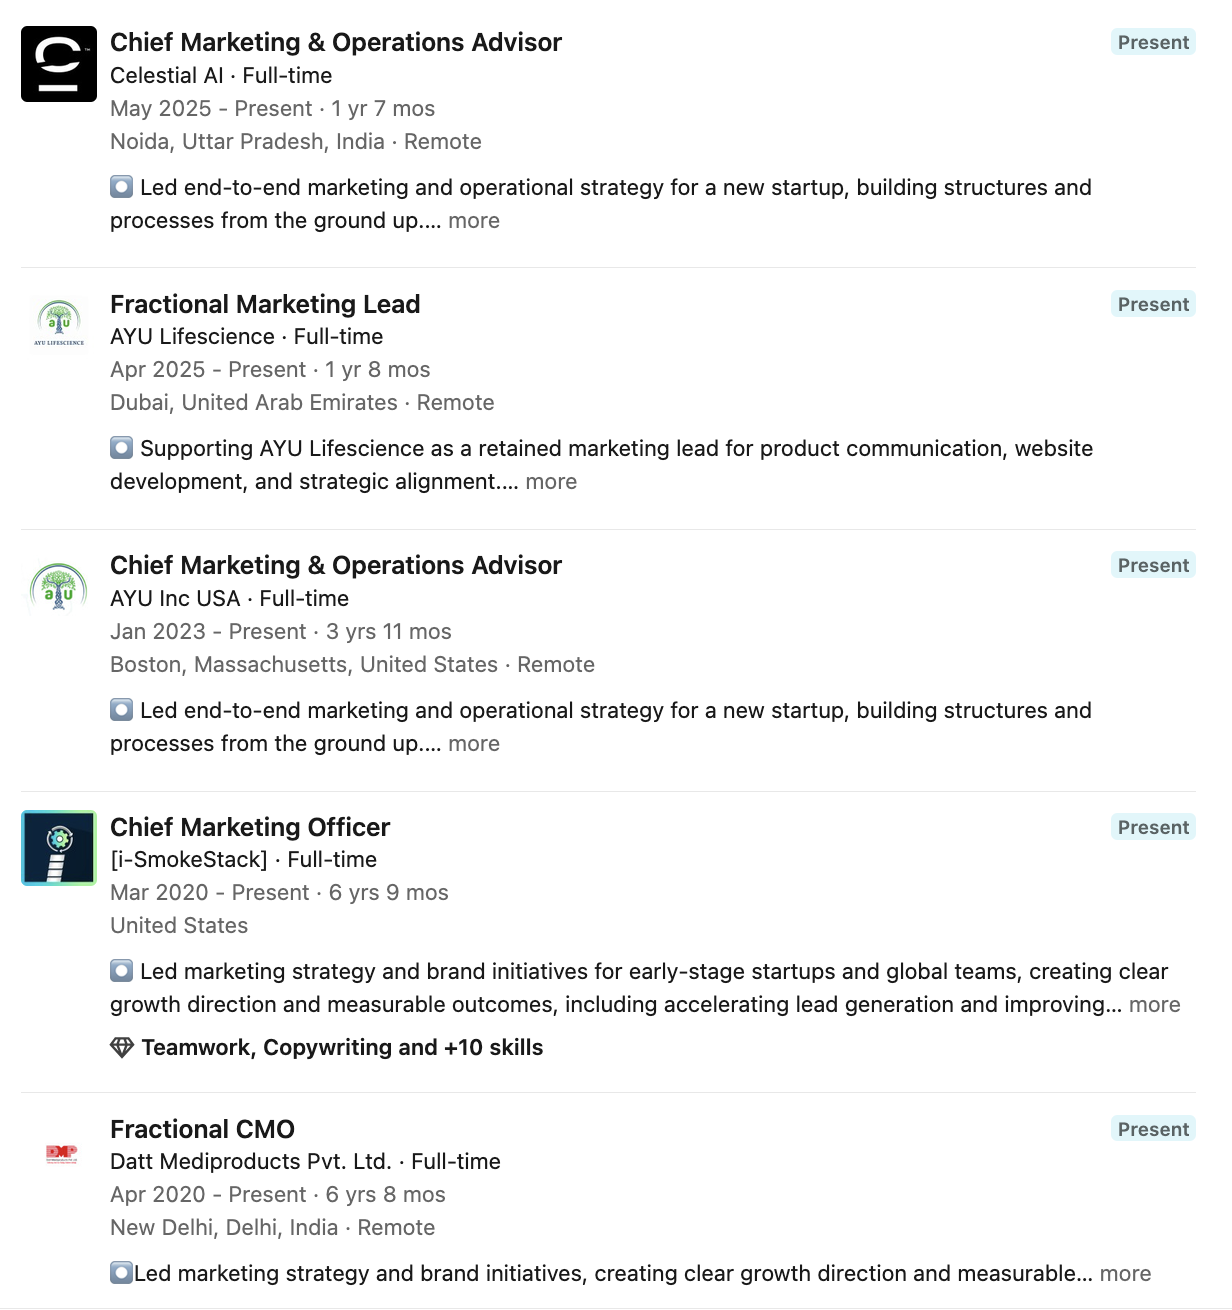 Chief Marketing & Operations Advisor
Present
Celestial AI · Full-time
May 2025 - Present · 1 yr 7 mos
Noida, Uttar Pradesh, India · Remote
Led end-to-end marketing and operational strategy for a new startup, building structures and
processes from the ground up.... more
Fractional Marketing Lead
Present
AYU LIFESCIENCE
AYU Lifescience · Full-time
Apr 2025 - Present · 1 yr 8 mos
Dubai, United Arab Emirates · Remote
Supporting AYU Lifescience as a retained marketing lead for product communication, website
development, and strategic alignment.... more
Chief Marketing & Operations Advisor
Present
ayu
AYU Inc USA · Full-time
Jan 2023 - Present · 3 yrs 11 mos
Boston, Massachusetts, United States · Remote
Led end-to-end marketing and operational strategy for a new startup, building structures and
processes from the ground up.... more
Chief Marketing Officer
Present
[i-SmokeStack] · Full-time
Mar 2020 - Present · 6 yrs 9 mos
United States
Led marketing strategy and brand initiatives for early-stage startups and global teams, creating clear
growth direction and measurable outcomes, including accelerating lead generation and improving... more
Teamwork, Copywriting and +10 skills
Fractional CMO
Present
DMP
Datt Mediproducts Pvt. Ltd. · Full-time
Apr 2020 - Present · 6 yrs 8 mos
New Delhi, Delhi, India · Remote
Led marketing strategy and brand initiatives, creating clear growth direction and measurable... more